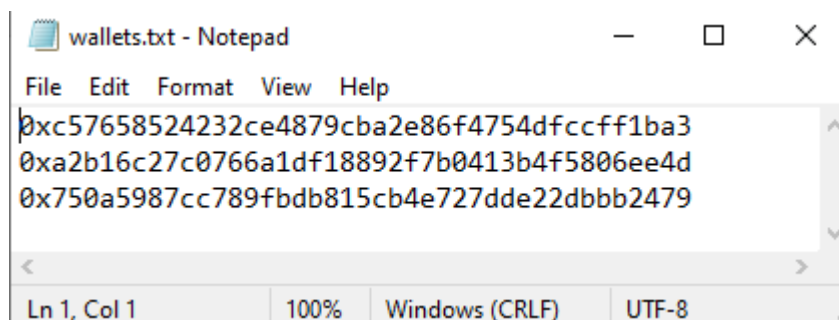 wallets.txt - Notepad
File Edit Format View Help
0xc57658524232ce4879cba2e86f4754dfccff1ba3
0xa2b16c27c0766a1df18892f7b0413b4f5806ee4d
0x750a5987cc789fbdb815cb4e727dde22dbbb2479
Ln 1, Col 1 100% Windows (CRLF) UTF-8